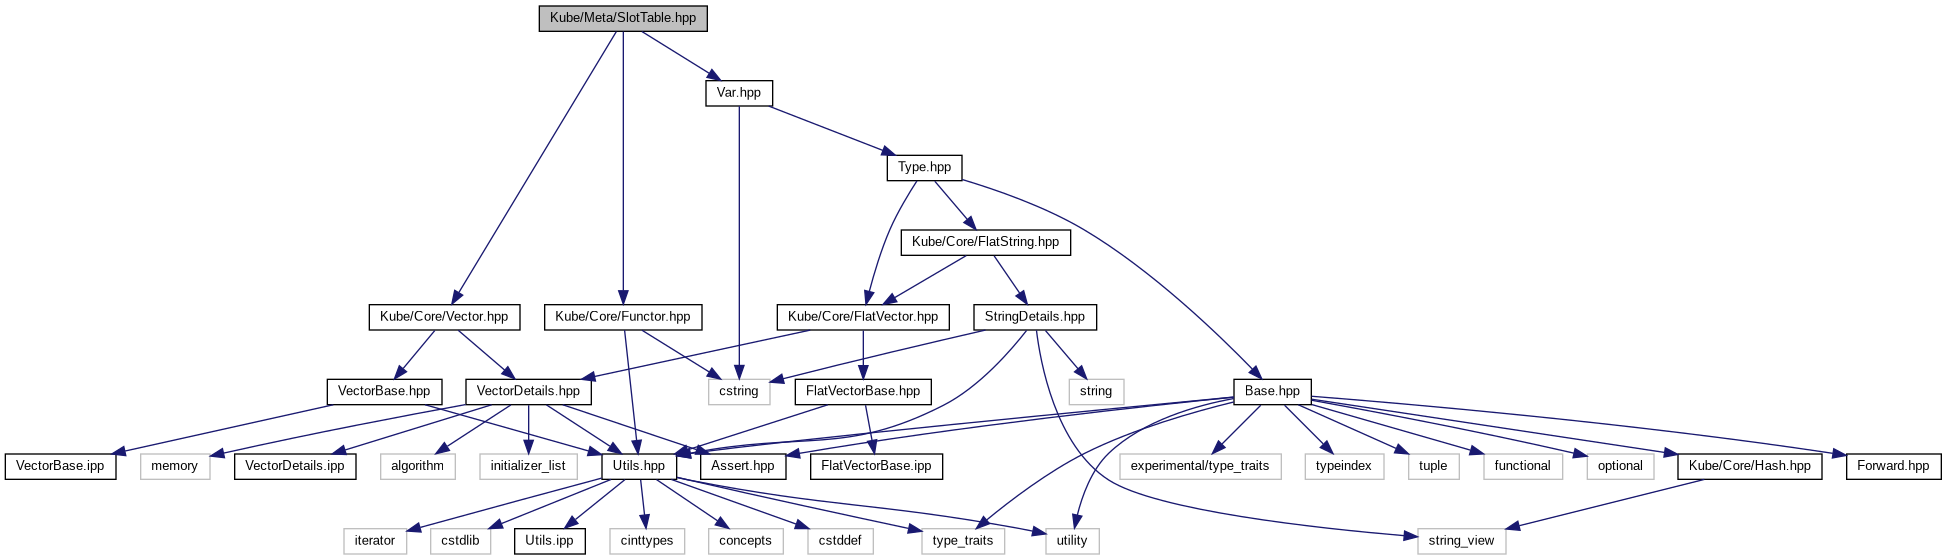 Kube/Meta/SlotTable.hpp
Var.hpp
Type.hpp
Kube/Core/FlatString.hpp
Kube/Core/Vector.hpp
Kube/Core/Functor.hpp
Kube/Core/FlatVector.hpp
StringDetails.hpp
VectorBase.hpp
VectorDetails.hpp
cstring
FlatVectorBase.hpp
string
Base.hpp
VectorBase.ipp
memory
VectorDetails.ipp
algorithm
initializer_list
Utils.hpp
Assert.hpp
FlatVectorBase.ipp
experimental/type_traits
typeindex
tuple
functional
optional
Kube/Core/Hash.hpp
Forward.hpp
iterator
cstdlib
Utils.ipp
cinttypes
concepts
cstddef
type_traits
utility
string_view